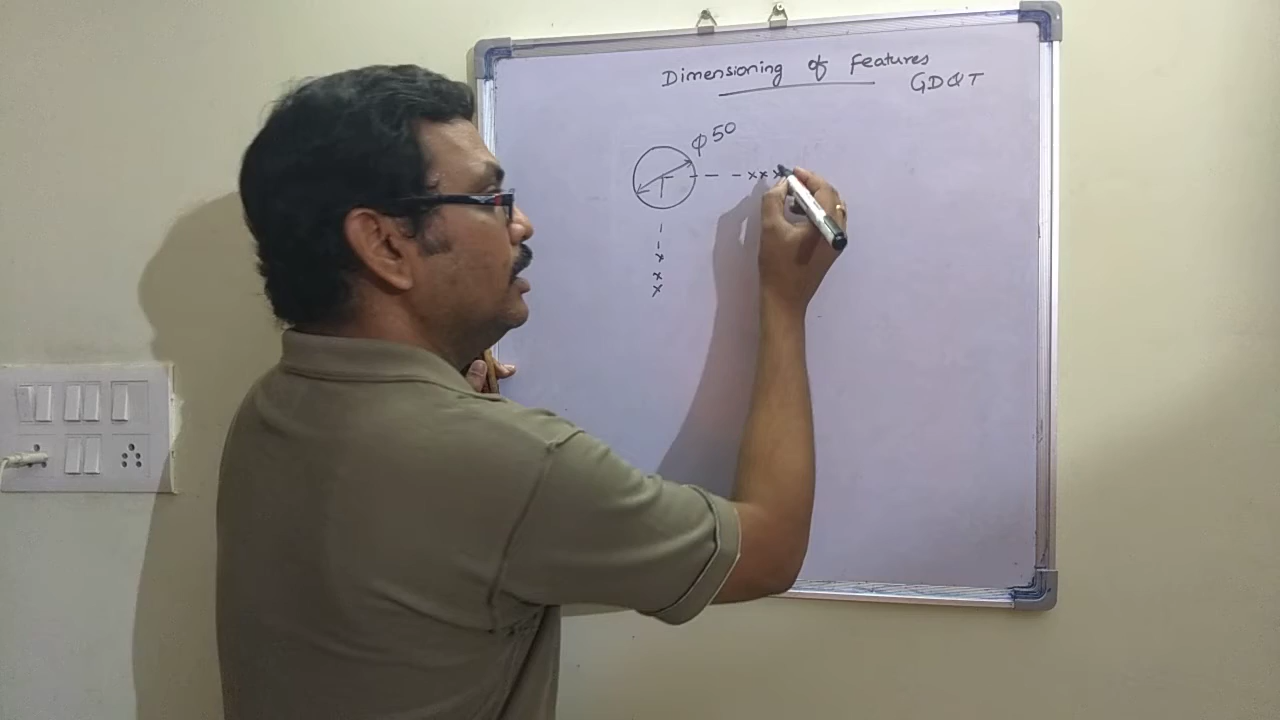 Dimensioning of features
GD&T
φ50
- - - x x x
-
-
x
x
x